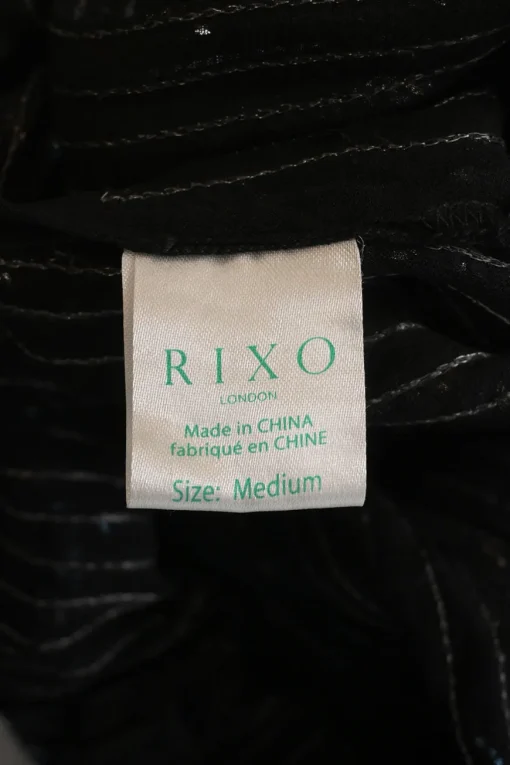 RIXO
LONDON
Made in CHINA
fabriqué en CHINE
Size: Medium